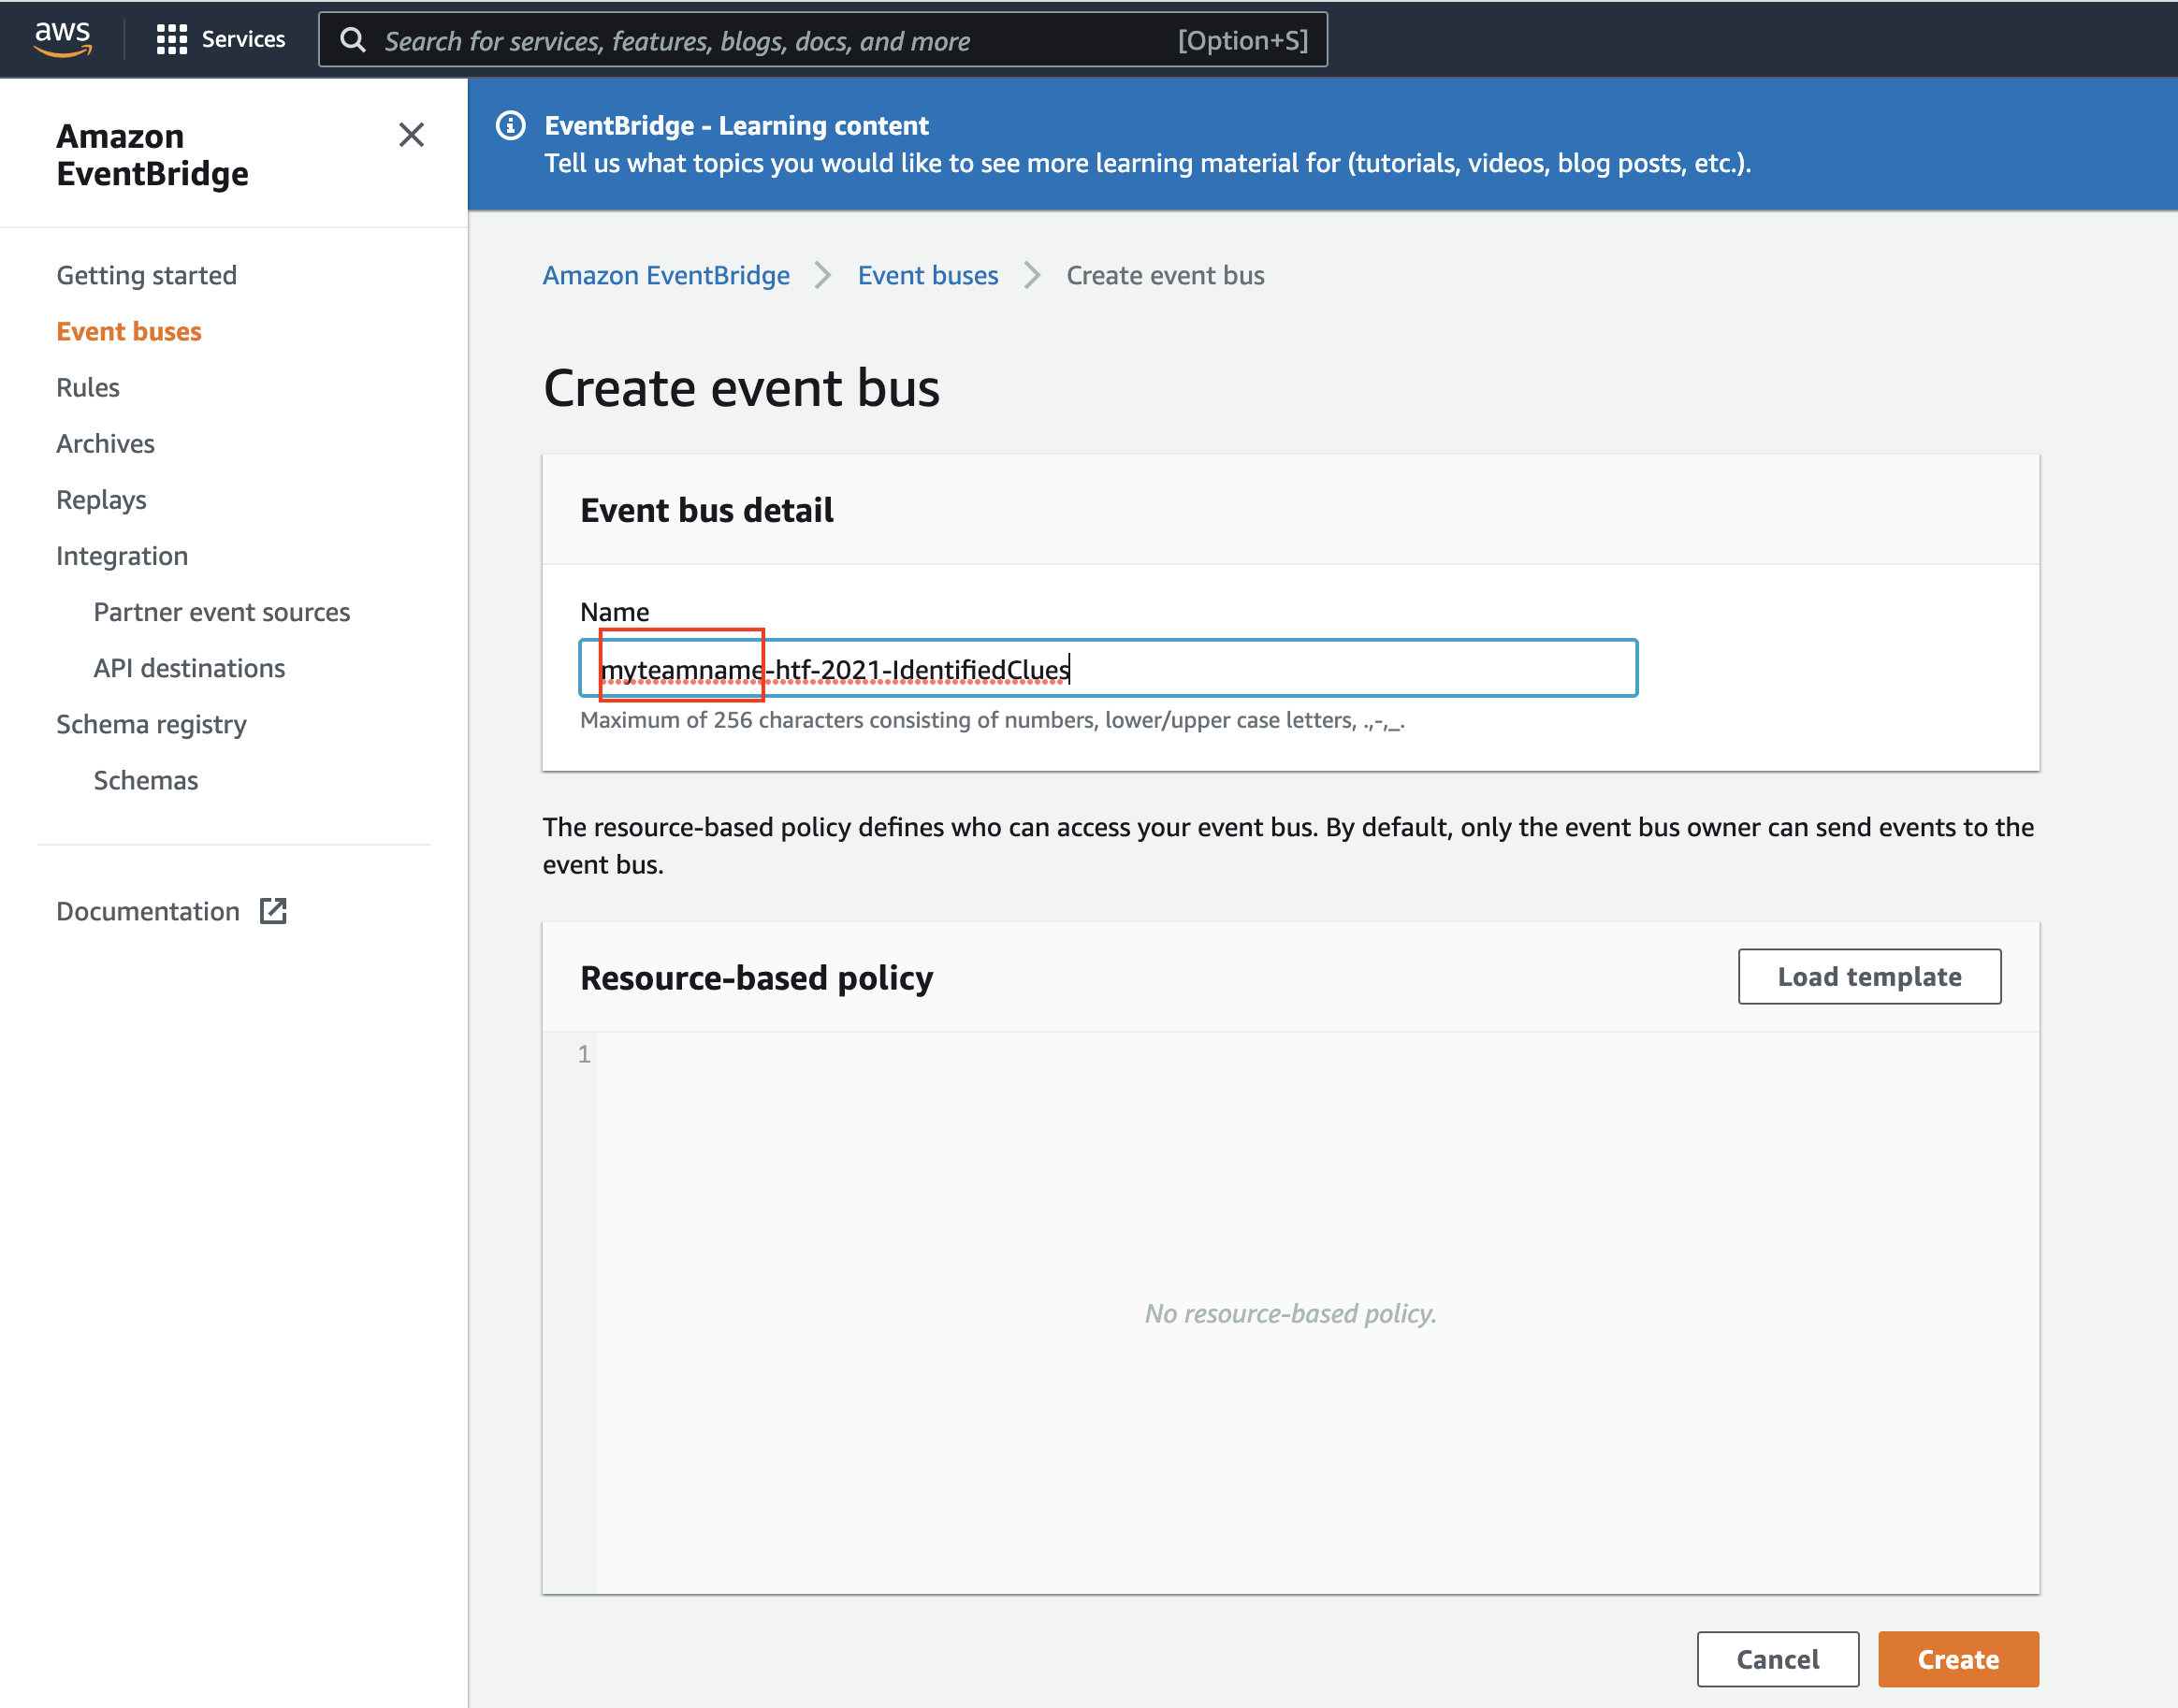 aws
Services
Search for services, features, blogs, docs, and more
[Option+S]
Amazon
EventBridge
Getting started
Event buses
Rules
Archives
Replays
Integration
Partner event sources
API destinations
Schema registry
Schemas
Documentation
EventBridge - Learning content
Tell us what topics you would like to see more learning material for (tutorials, videos, blog posts, etc.).
Amazon EventBridge
Event buses
Create event bus
Create event bus
Event bus detail
Name
myteamname-htf-2021-IdentifiedClues
Maximum of 256 characters consisting of numbers, lower/upper case letters, .,-,_.
The resource-based policy defines who can access your event bus. By default, only the event bus owner can send events to the
event bus.
Resource-based policy
Load template
1
No resource-based policy.
Cancel
Create